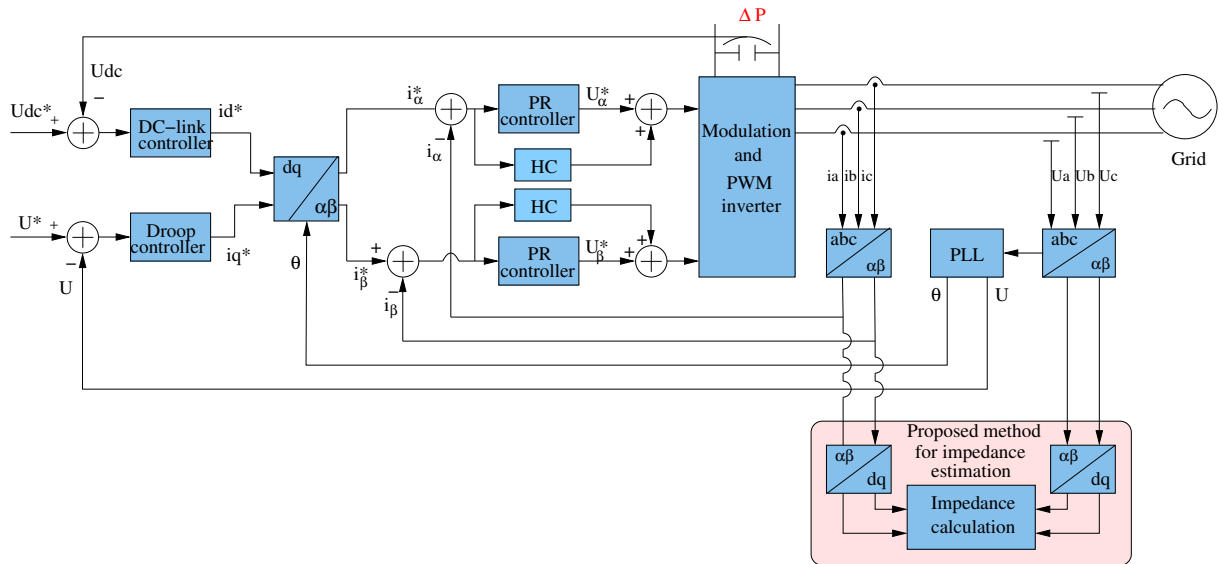 ΔP
Udc
Udc*
+
−
DC−link
controller
id*
U*
+
−
U
Droop
controller
iq*
dq
αβ
θ
i*α
−
iα
+
i*β
−
iβ
PR
controller
U*α
+
+
HC
HC
PR
controller
U*β
+
+
Modulation
and
PWM
inverter
ia
ib
ic
Ua
Ub
Uc
Grid
abc
αβ
PLL
θ
U
abc
αβ
Proposed method
for impedance
estimation
αβ
dq
αβ
dq
Impedance
calculation